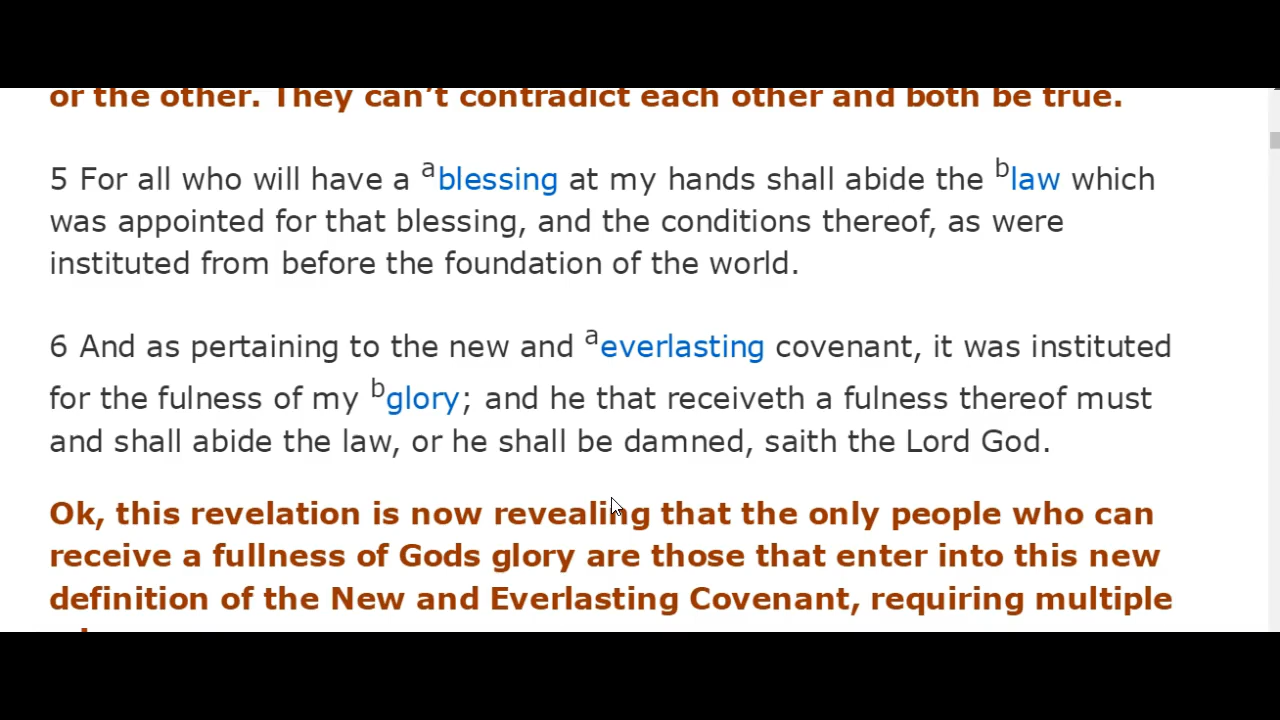 or the other. They can’t contradict each other and both be true.
5 For all who will have a ablessing at my hands shall abide the blaw which
was appointed for that blessing, and the conditions thereof, as were
instituted from before the foundation of the world.
6 And as pertaining to the new and aeverlasting covenant, it was instituted
for the fulness of my bglory; and he that receiveth a fulness thereof must
and shall abide the law, or he shall be damned, saith the Lord God.
Ok, this revelation is now revealing that the only people who can
receive a fullness of Gods glory are those that enter into this new
definition of the New and Everlasting Covenant, requiring multiple